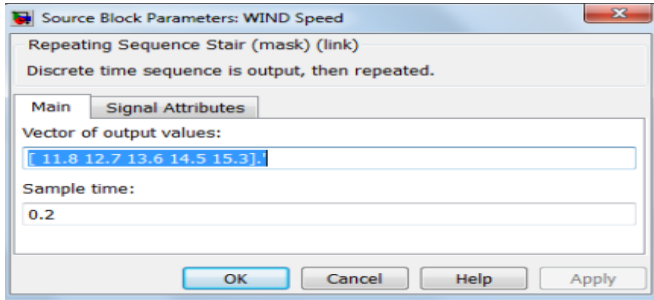 Source Block Parameters: WIND Speed
Repeating Sequence Stair (mask) (link)
Discrete time sequence is output, then repeated.
Main Signal Attributes
Vector of output values:
[ 11.8 12.7 13.6 14.5 15.3].'
Sample time:
0.2
OK Cancel Help Apply